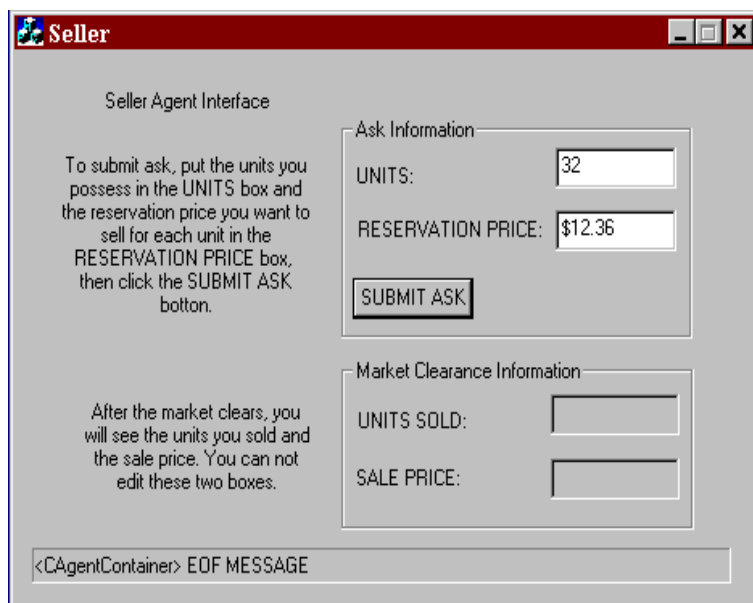 Seller
Seller Agent Interface
To submit ask, put the units you
possess in the UNITS box and
the reservation price you want to
sell for each unit in the
RESERVATION PRICE box,
then click the SUBMIT ASK
botton.
Ask Information
UNITS:
32
RESERVATION PRICE:
$12.36
SUBMIT ASK
After the market clears, you
will see the units you sold and
the sale price. You can not
edit these two boxes.
Market Clearance Information
UNITS SOLD:
SALE PRICE:
<CAgentContainer> EOF MESSAGE